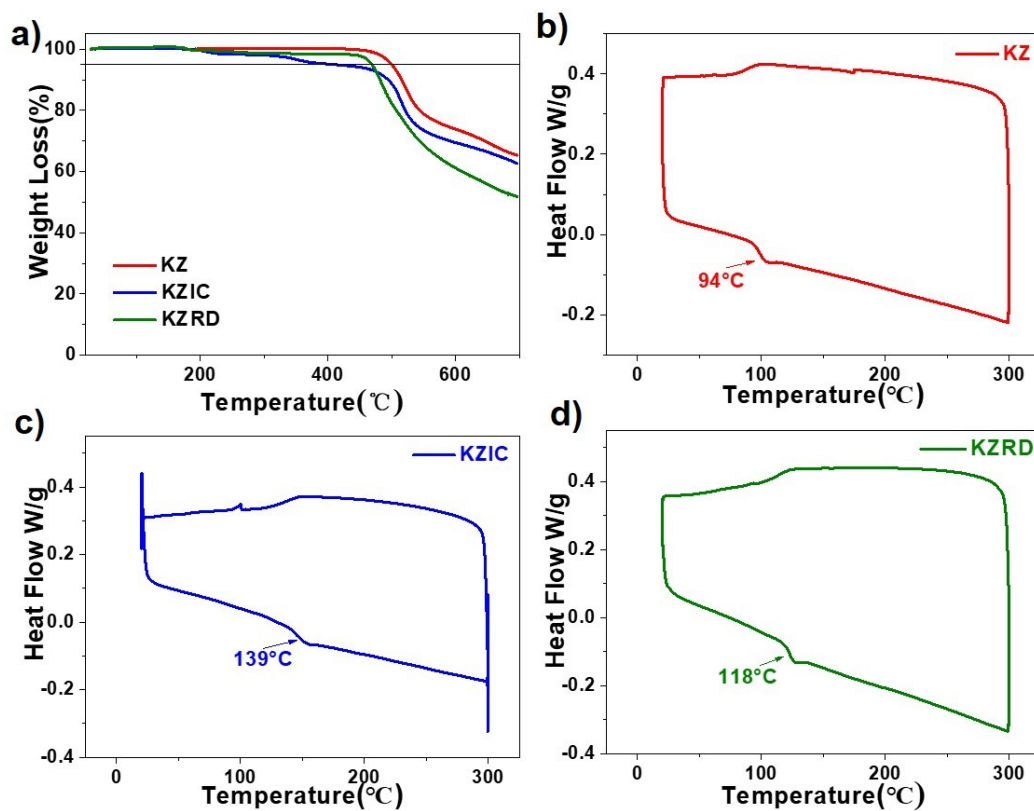 a)
Weight Loss(%)
100
80
60
40
20
0
KZ
KZIC
KZRD
0
200
400
600
Temperature(℃)
b)
Heat Flow W/g
0.4
0.2
0.0
-0.2
KZ
94°C
0
100
200
300
Temperature(℃)
c)
Heat Flow W/g
0.4
0.2
0.0
-0.2
-0.4
KZIC
139°C
0
100
200
300
Temperature(℃)
d)
Heat Flow W/g
0.4
0.2
0.0
-0.2
-0.4
KZRD
118°C
0
100
200
300
Temperature(℃)